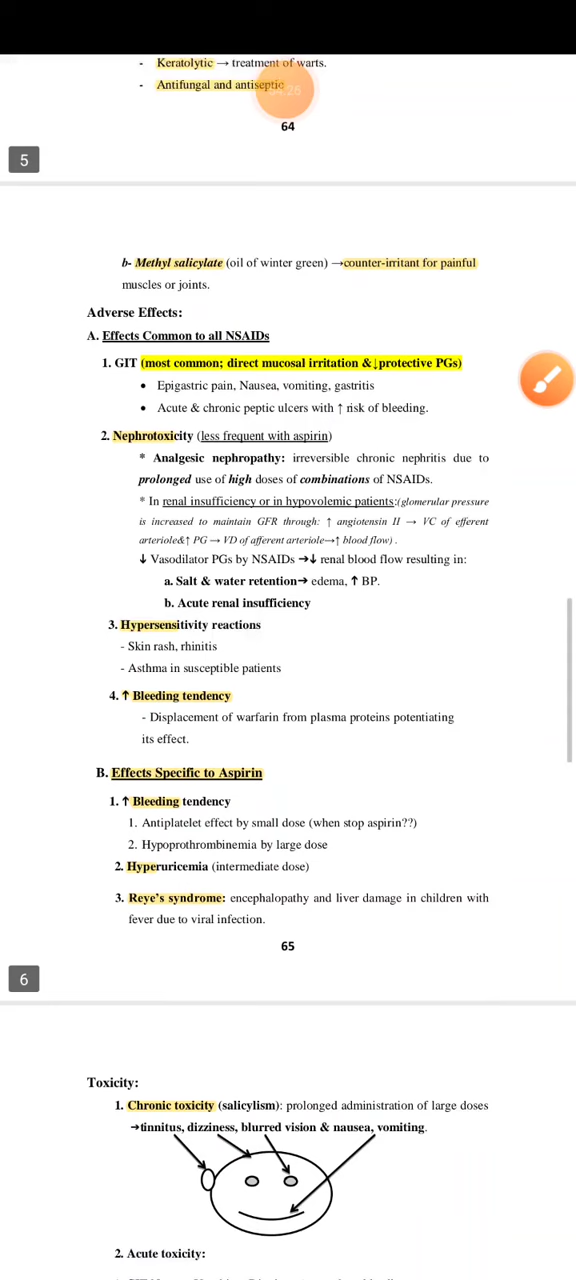 - Keratolytic → treatment of warts.
- Antifungal and antiseptic
64
5
b- Methyl salicylate (oil of winter green) →counter-irritant for painful
muscles or joints.
Adverse Effects:
A. Effects Common to all NSAIDs
1. GIT (most common; direct mucosal irritation &↓protective PGs)
• Epigastric pain, Nausea, vomiting, gastritis
• Acute & chronic peptic ulcers with ↑ risk of bleeding.
2. Nephrotoxicity (less frequent with aspirin)
* Analgesic nephropathy: irreversible chronic nephritis due to
prolonged use of high doses of combinations of NSAIDs.
* In renal insufficiency or in hypovolemic patients:(glomerular pressure
is increased to maintain GFR through: ↑ angiotensin II → VC of efferent
arteriole&↑ PG → VD of afferent arteriole→↑ blood flow) .
↓ Vasodilator PGs by NSAIDs →↓ renal blood flow resulting in:
a. Salt & water retention→ edema, ↑ BP.
b. Acute renal insufficiency
3. Hypersensitivity reactions
- Skin rash, rhinitis
- Asthma in susceptible patients
4. ↑ Bleeding tendency
- Displacement of warfarin from plasma proteins potentiating
its effect.
B. Effects Specific to Aspirin
1. ↑ Bleeding tendency
1. Antiplatelet effect by small dose (when stop aspirin??)
2. Hypoprothrombinemia by large dose
2. Hyperuricemia (intermediate dose)
3. Reye's syndrome: encephalopathy and liver damage in children with
fever due to viral infection.
65
6
Toxicity:
1. Chronic toxicity (salicylism): prolonged administration of large doses
→tinnitus, dizziness, blurred vision & nausea, vomiting.
2. Acute toxicity: